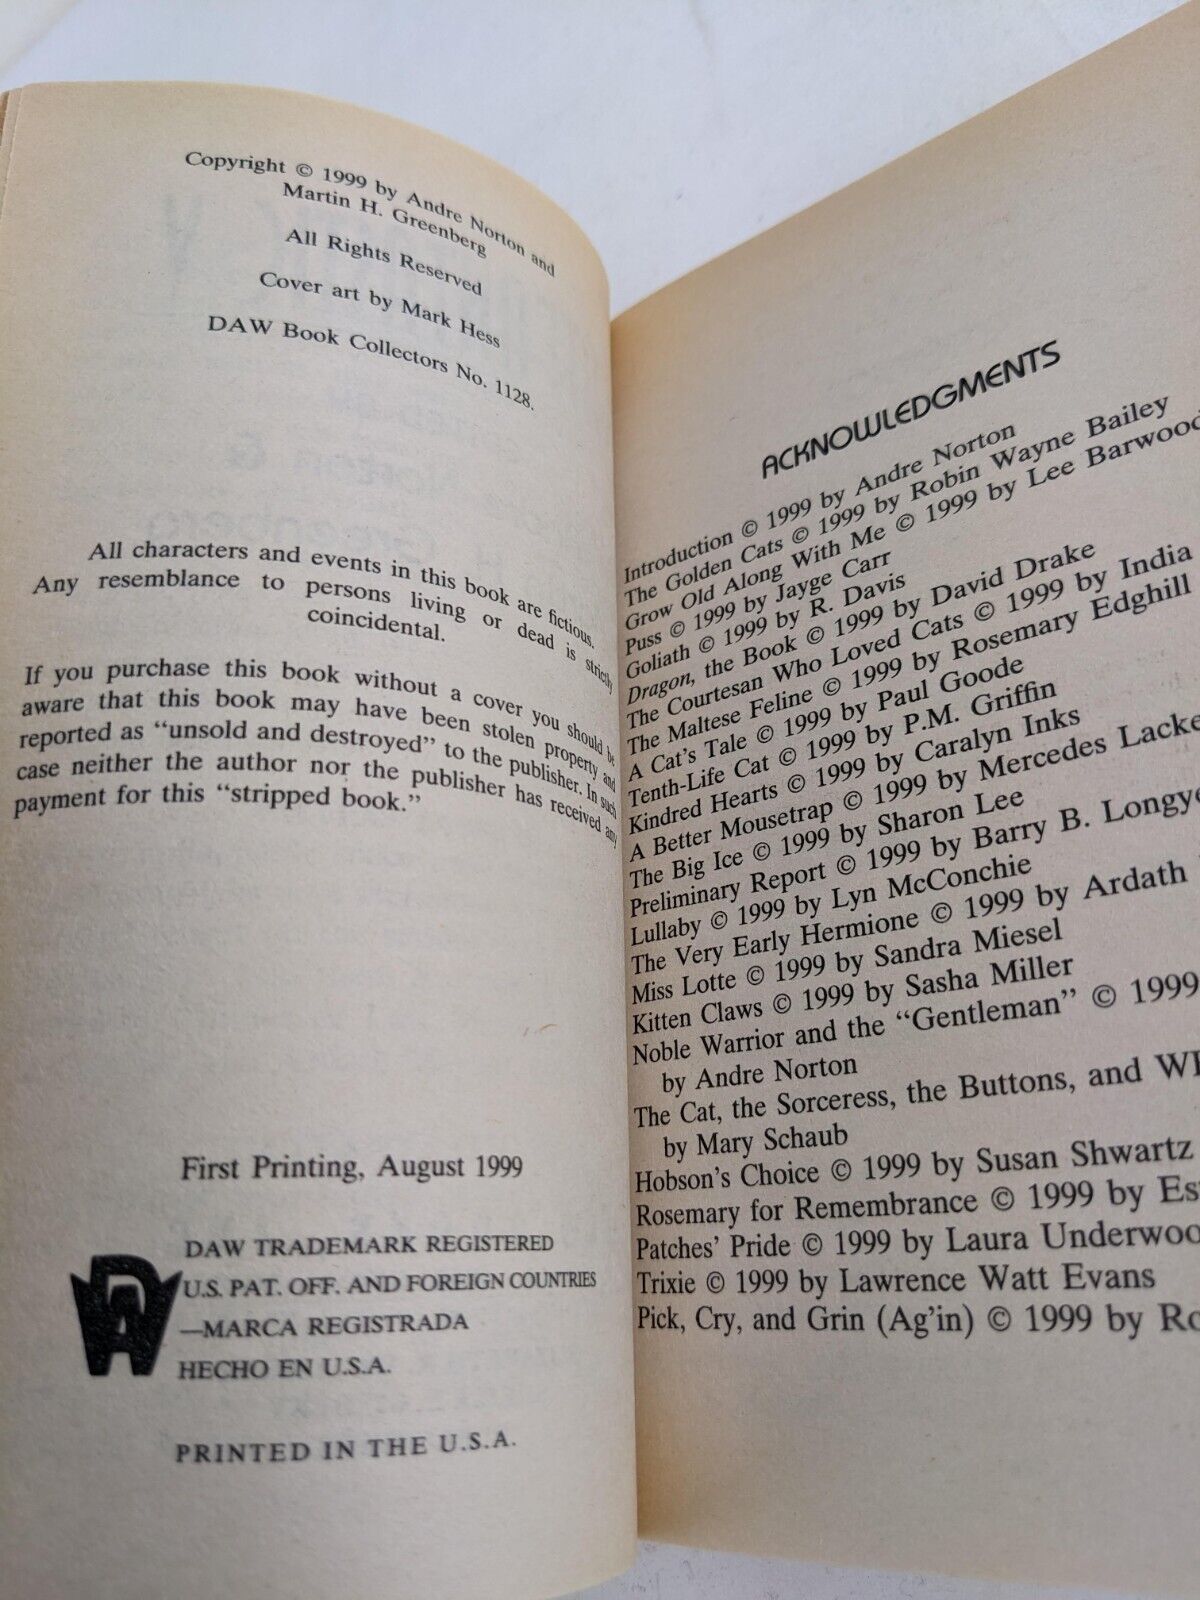 Copyright © 1999 by Andre Norton and
Martin H. Greenberg
All Rights Reserved
Cover art by Mark Hess
DAW Book Collectors No. 1128.
All characters and events in this book are fictious.
Any resemblance to persons living or dead is strictly
coincidental.
If you purchase this book without a cover you should be
aware that this book may have been stolen property and
reported as "unsold and destroyed" to the publisher. In such
case neither the author nor the publisher has received any
payment for this "stripped book."
First Printing, August 1999
DAW TRADEMARK REGISTERED
U.S. PAT. OFF. AND FOREIGN COUNTRIES
—MARCA REGISTRADA
HECHO EN U.S.A.
PRINTED IN THE U.S.A.
DAW
ACKNOWLEDGMENTS
Introduction © 1999 by Andre Norton
The Golden Cats © 1999 by Robin Wayne Bailey
Grow Old Along With Me © 1999 by Lee Barwood
Puss © 1999 by Jayge Carr
Goliath © 1999 by R. Davis
Dragon, the Book © 1999 by David Drake
The Courtesan Who Loved Cats © 1999 by India
The Maltese Feline © 1999 by Rosemary Edghill
A Cat's Tale © 1999 by Paul Goode
Tenth-Life Cat © 1999 by P.M. Griffin
Kindred Hearts © 1999 by Caralyn Inks
A Better Mousetrap © 1999 by Mercedes
The Big Ice © 1999 by Sharon Lee
Preliminary Report © 1999 by Barry B.
Lullaby © 1999 by Lyn McConchie
The Very Early Hermione © 1999 by Ardath
Miss Lotte © 1999 by Sandra Miesel
Kitten Claws © 1999 by Sasha Miller
Noble Warrior and the "Gentleman" © 1999
by Andre Norton
The Cat, the Sorceress, the Buttons, and
by Mary Schaub
Hobson's Choice © 1999 by Susan Shwartz
Rosemary for Remembrance © 1999 by
Patches' Pride © 1999 by Laura
Trixie © 1999 by Lawrence Watt Evans
Pick, Cry, and Grin (Ag'in) © 1999 by